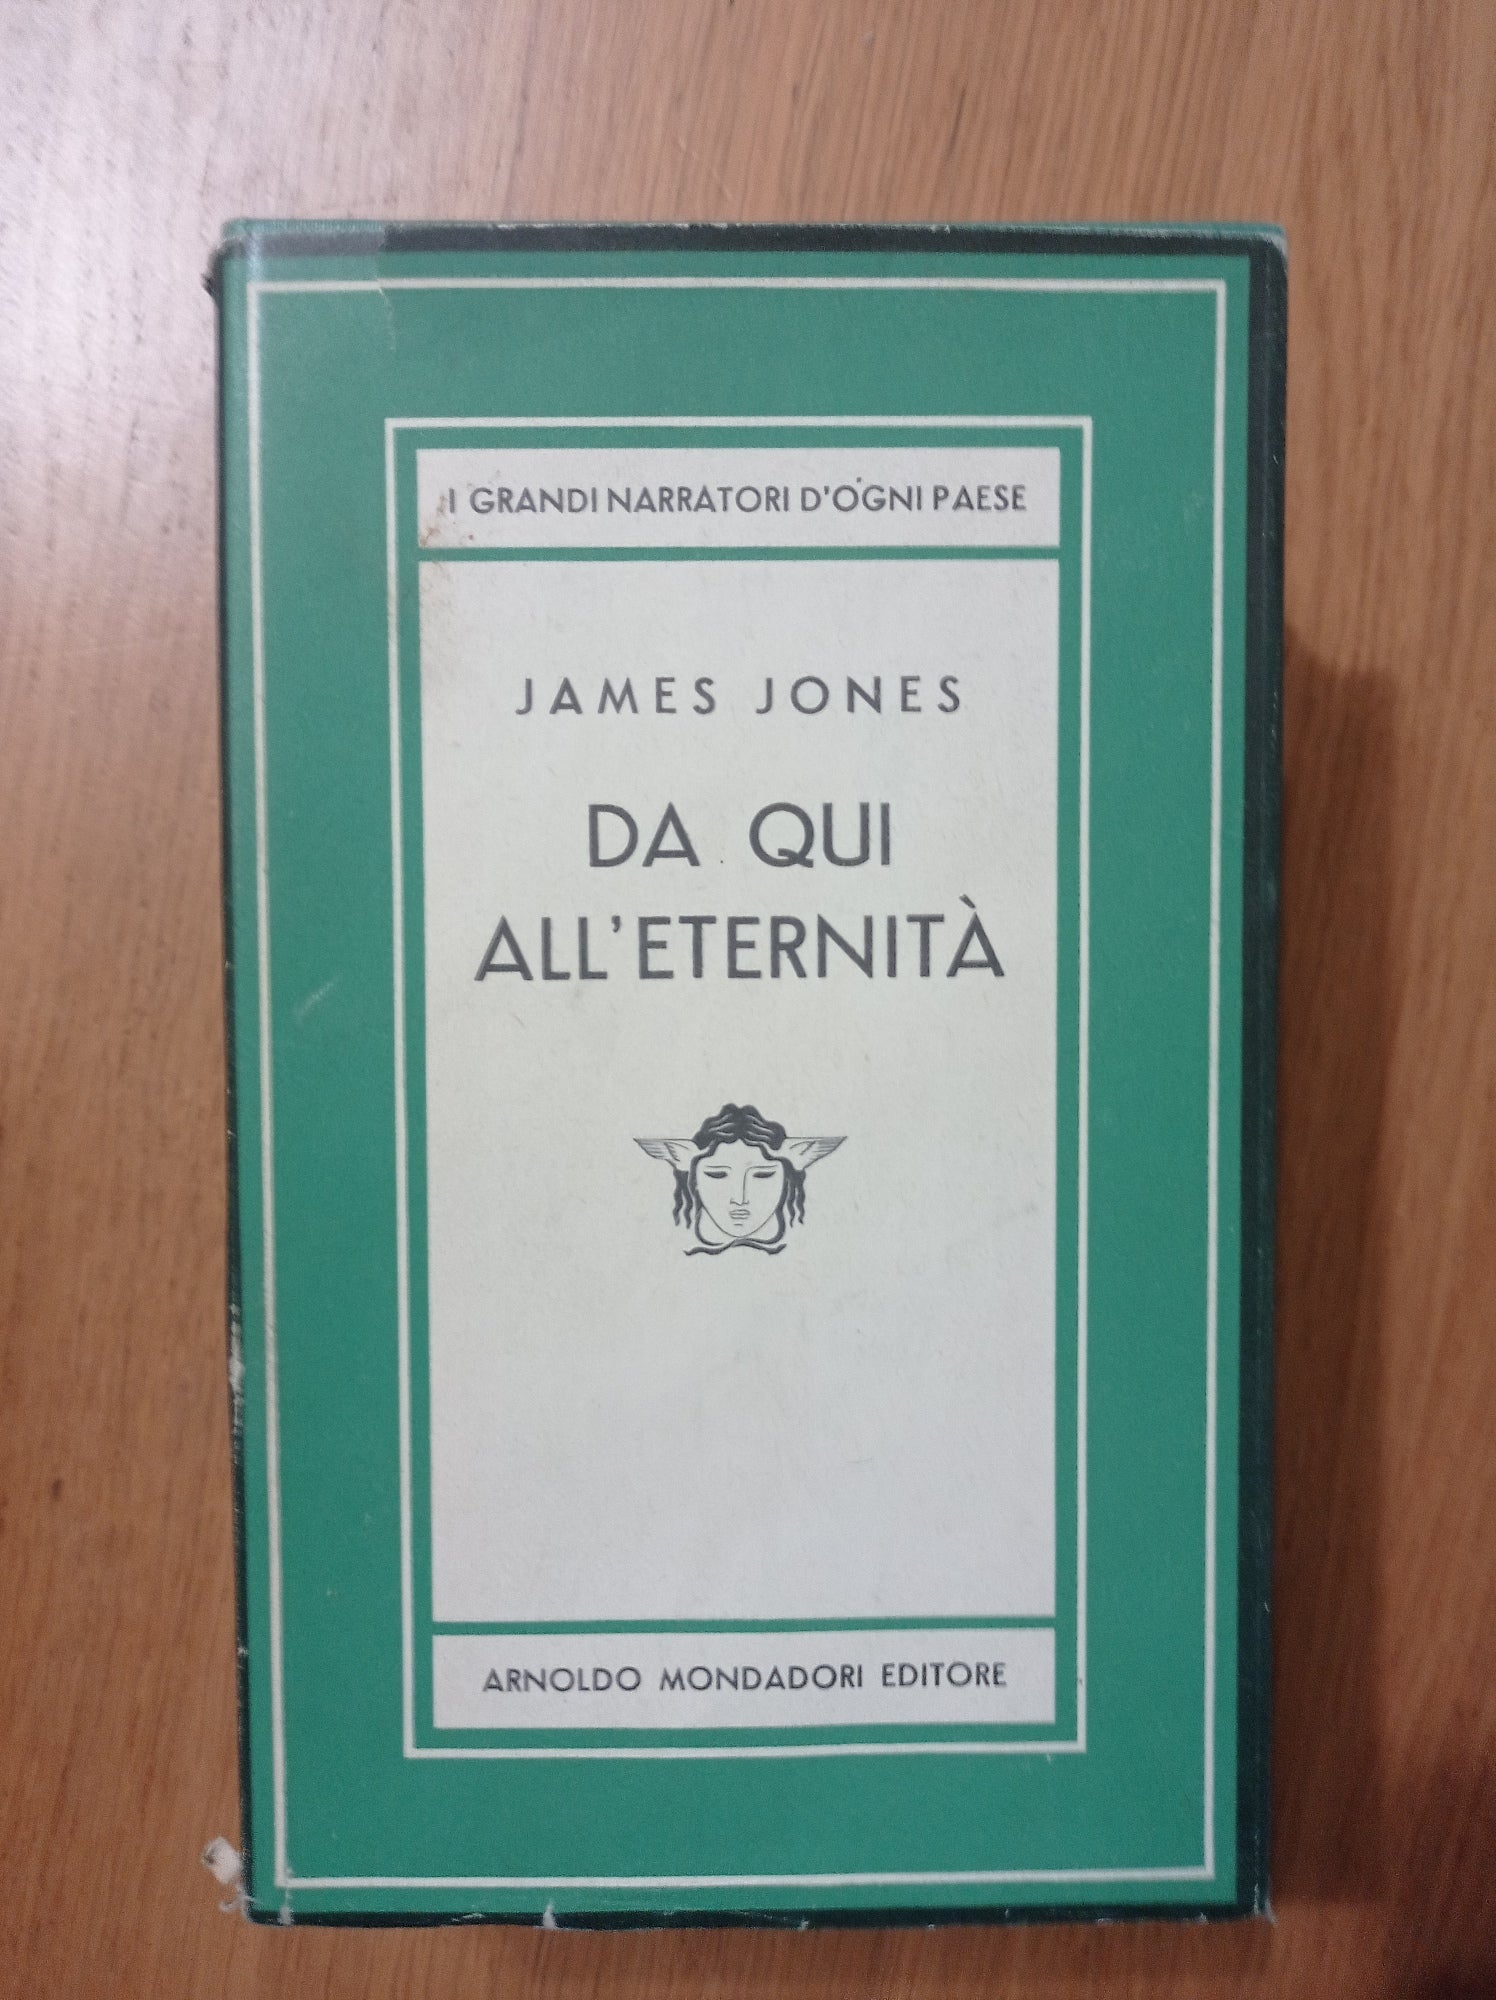 I GRANDI NARRATORI D'OGNI PAESE
JAMES JONES
DA QUI
ALL'ETERNITÀ
ARNOLDO MONDADORI EDITORE